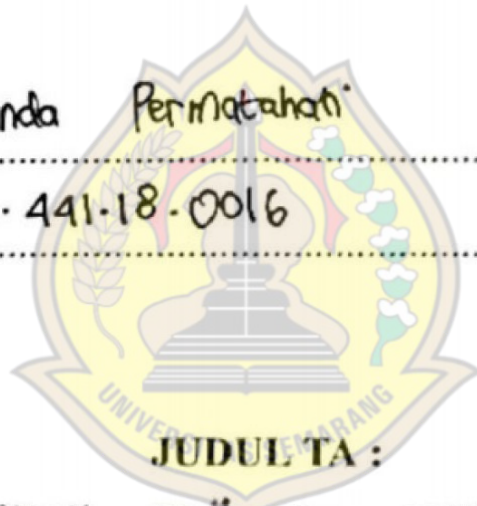 nda Permatahati
. 441.18.0016
UNIVERSITAS SEMARANG
JUDUL TA :